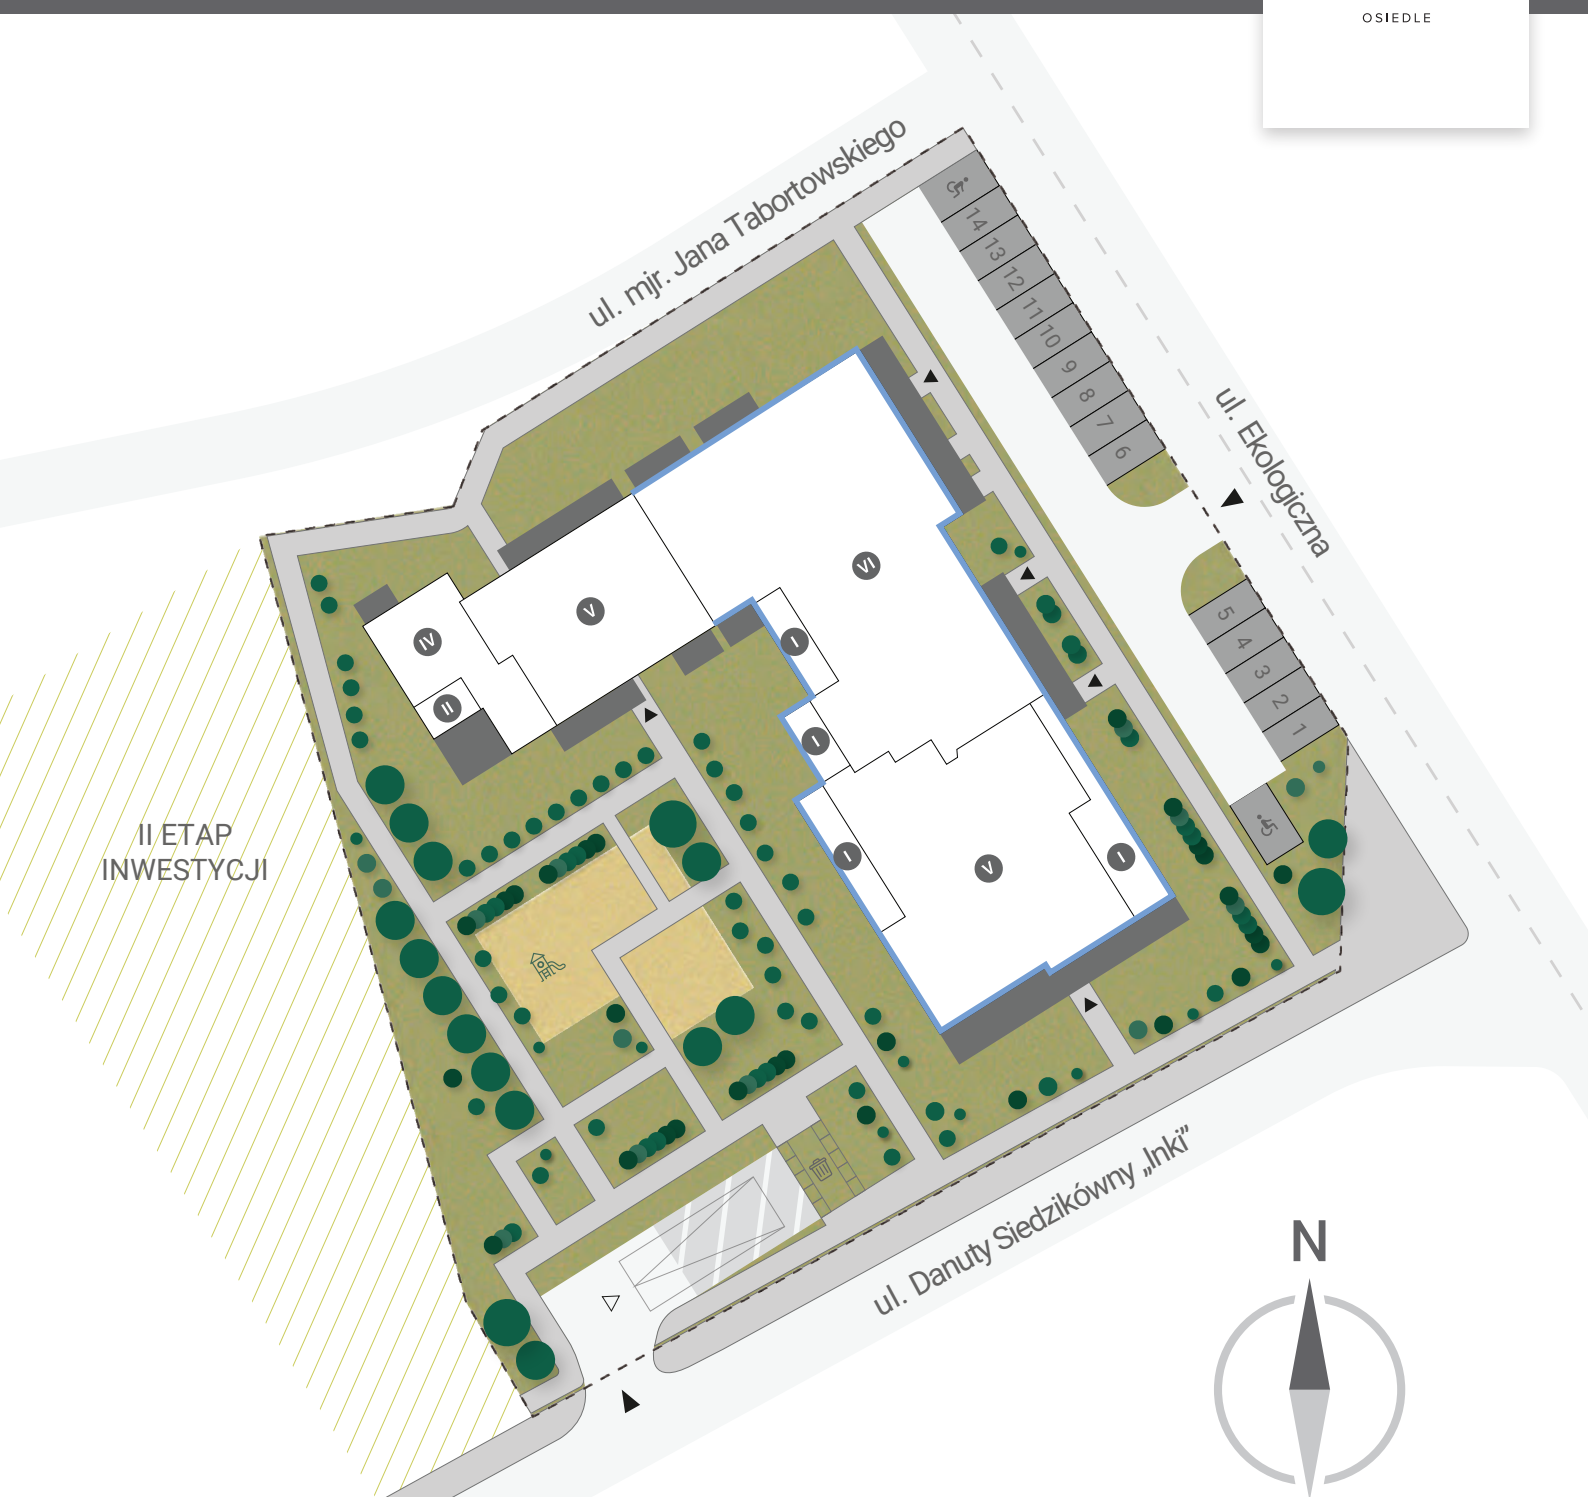 OSIEDLE
ul. mjr. Jana Tabortowskiego
14
13
12
11
10
9
8
7
6
ul. Ekologiczna
5
4
3
2
1
VI
V
IV
II
I
I
I
V
I
II ETAP
INWESTYCJI
ul. Danuty Siedzikówny „Inki”
N